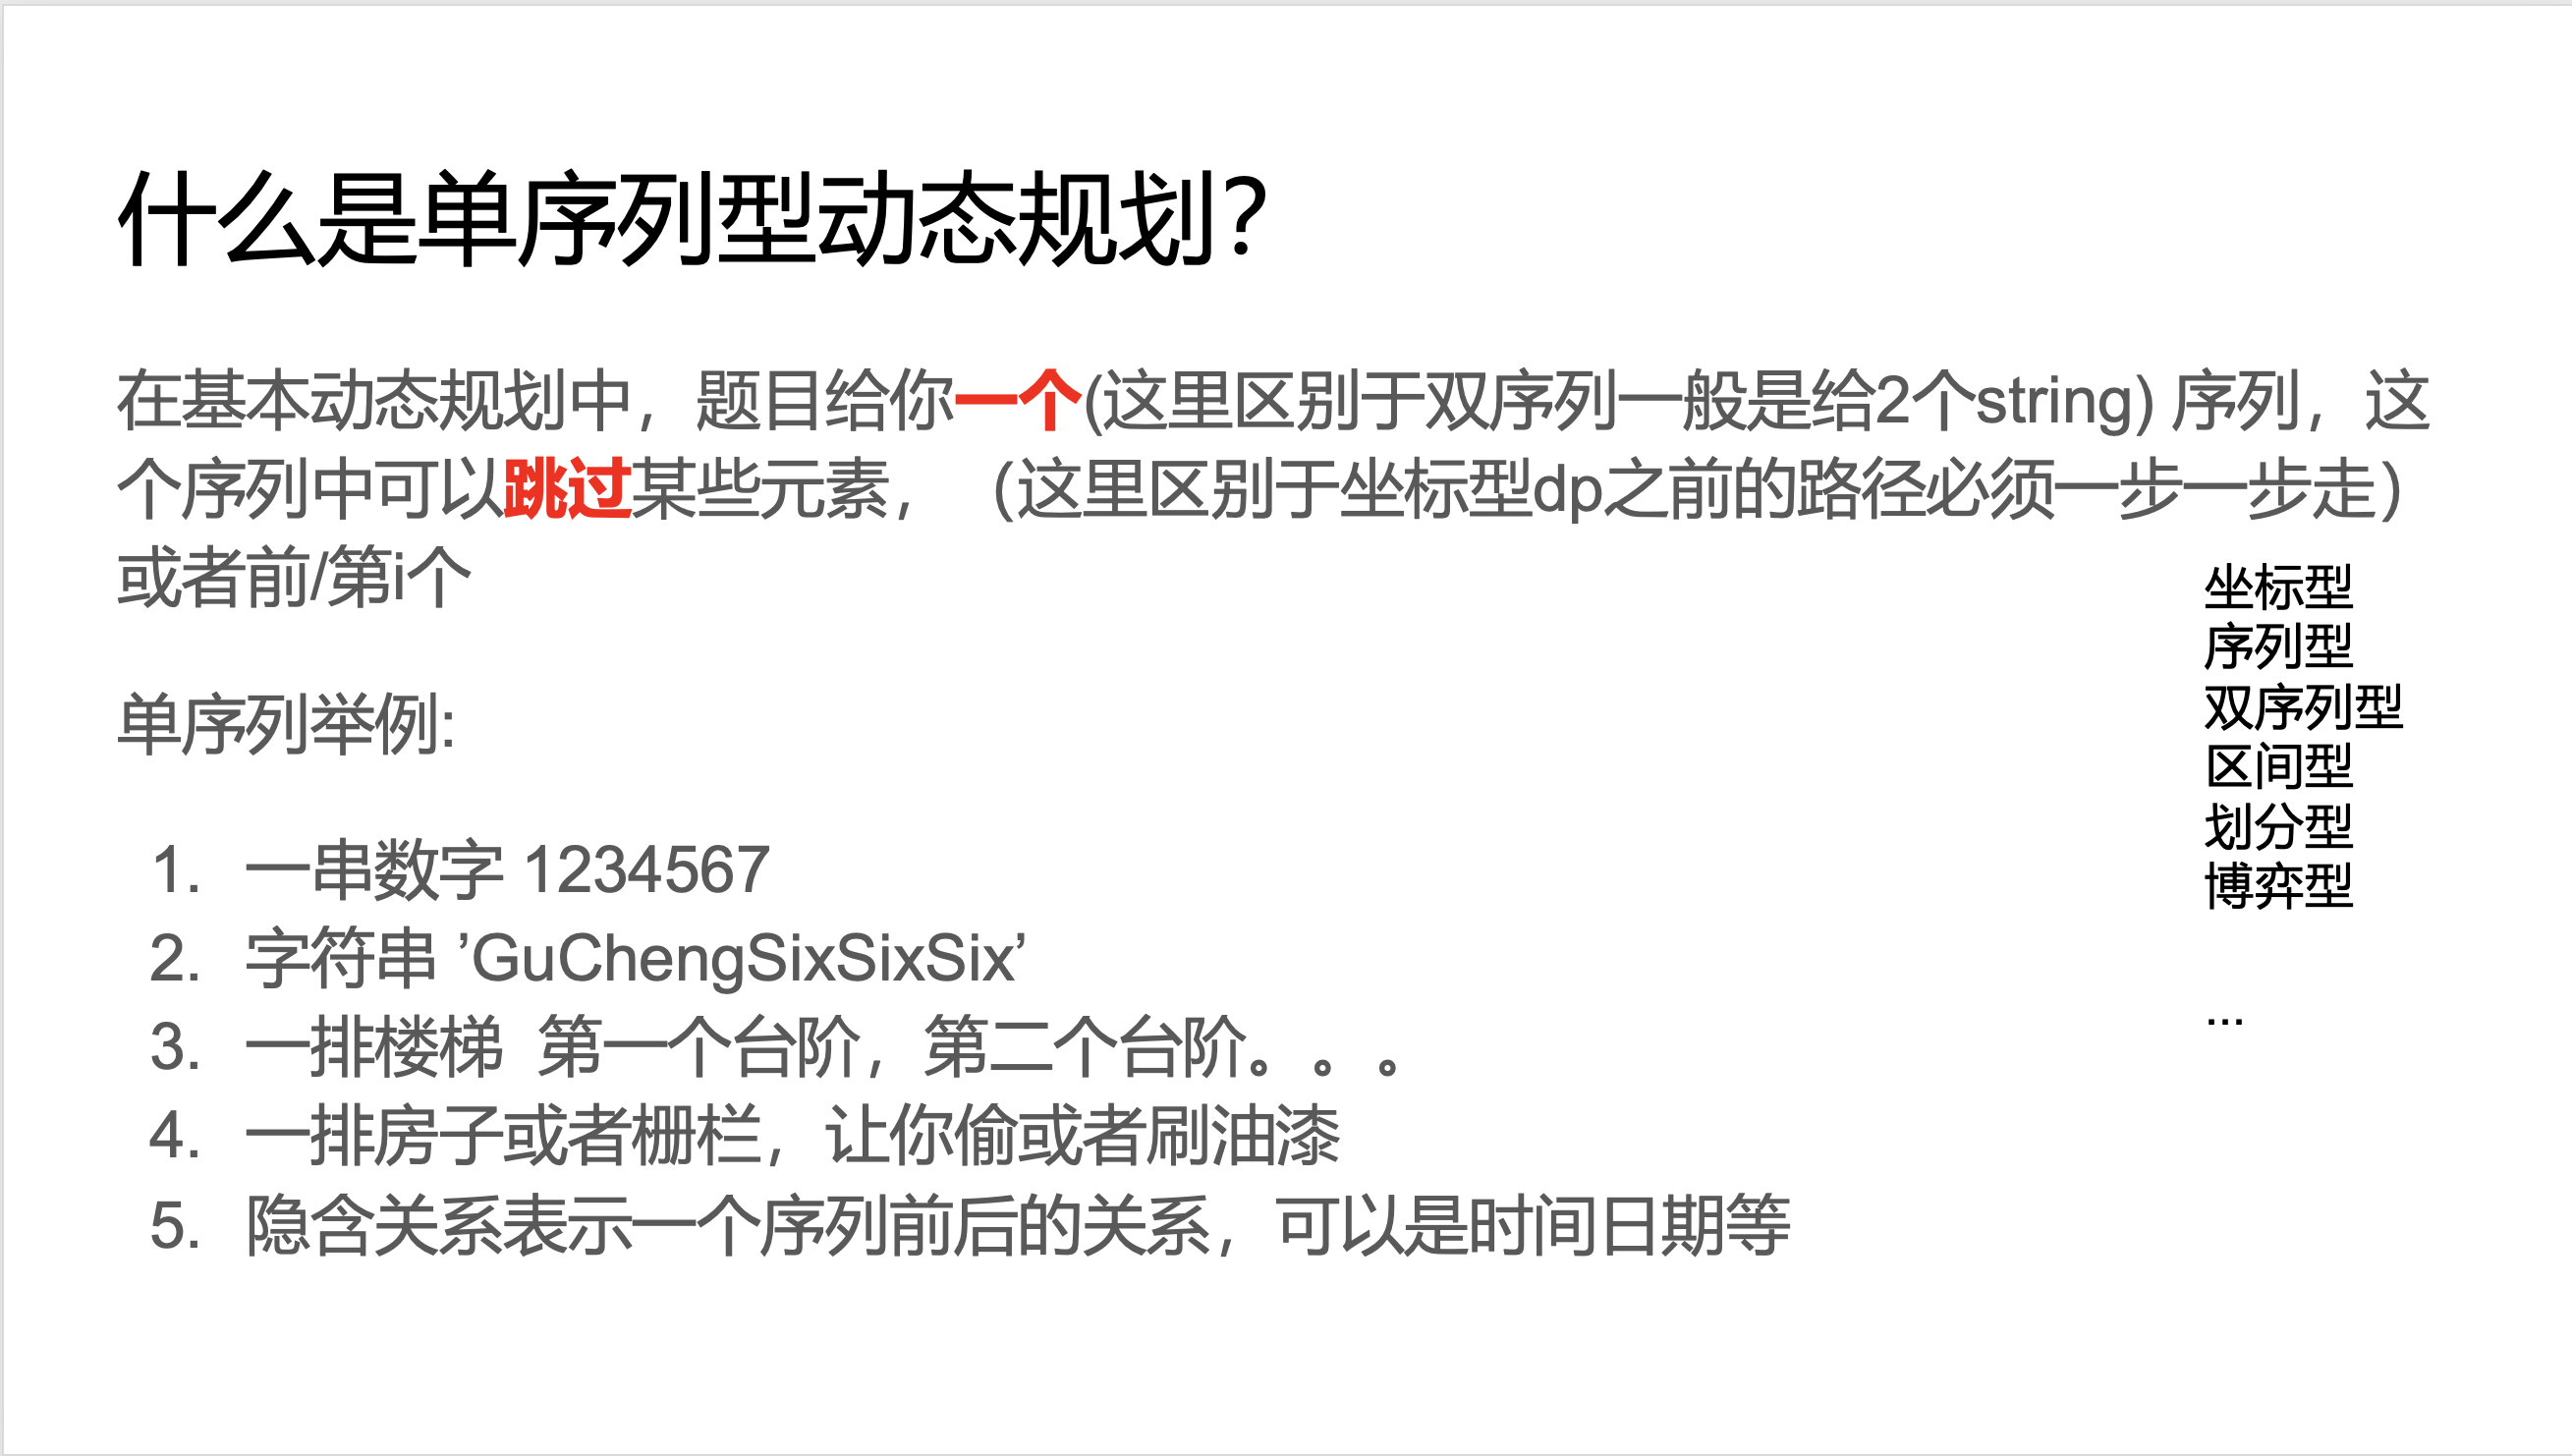 什么是单序列型动态规划？
在基本动态规划中，题目给你一个(这里区别于双序列一般是给2个string) 序列，这
个序列中可以跳过某些元素，（这里区别于坐标型dp之前的路径必须一步一步走）
或者前/第i个
单序列举例:
1. 一串数字 1234567
2. 字符串 ’GuChengSixSixSix’
3. 一排楼梯 第一个台阶，第二个台阶。。。
4. 一排房子或者栅栏，让你偷或者刷油漆
5. 隐含关系表示一个序列前后的关系，可以是时间日期等
坐标型
序列型
双序列型
区间型
划分型
博弈型
...